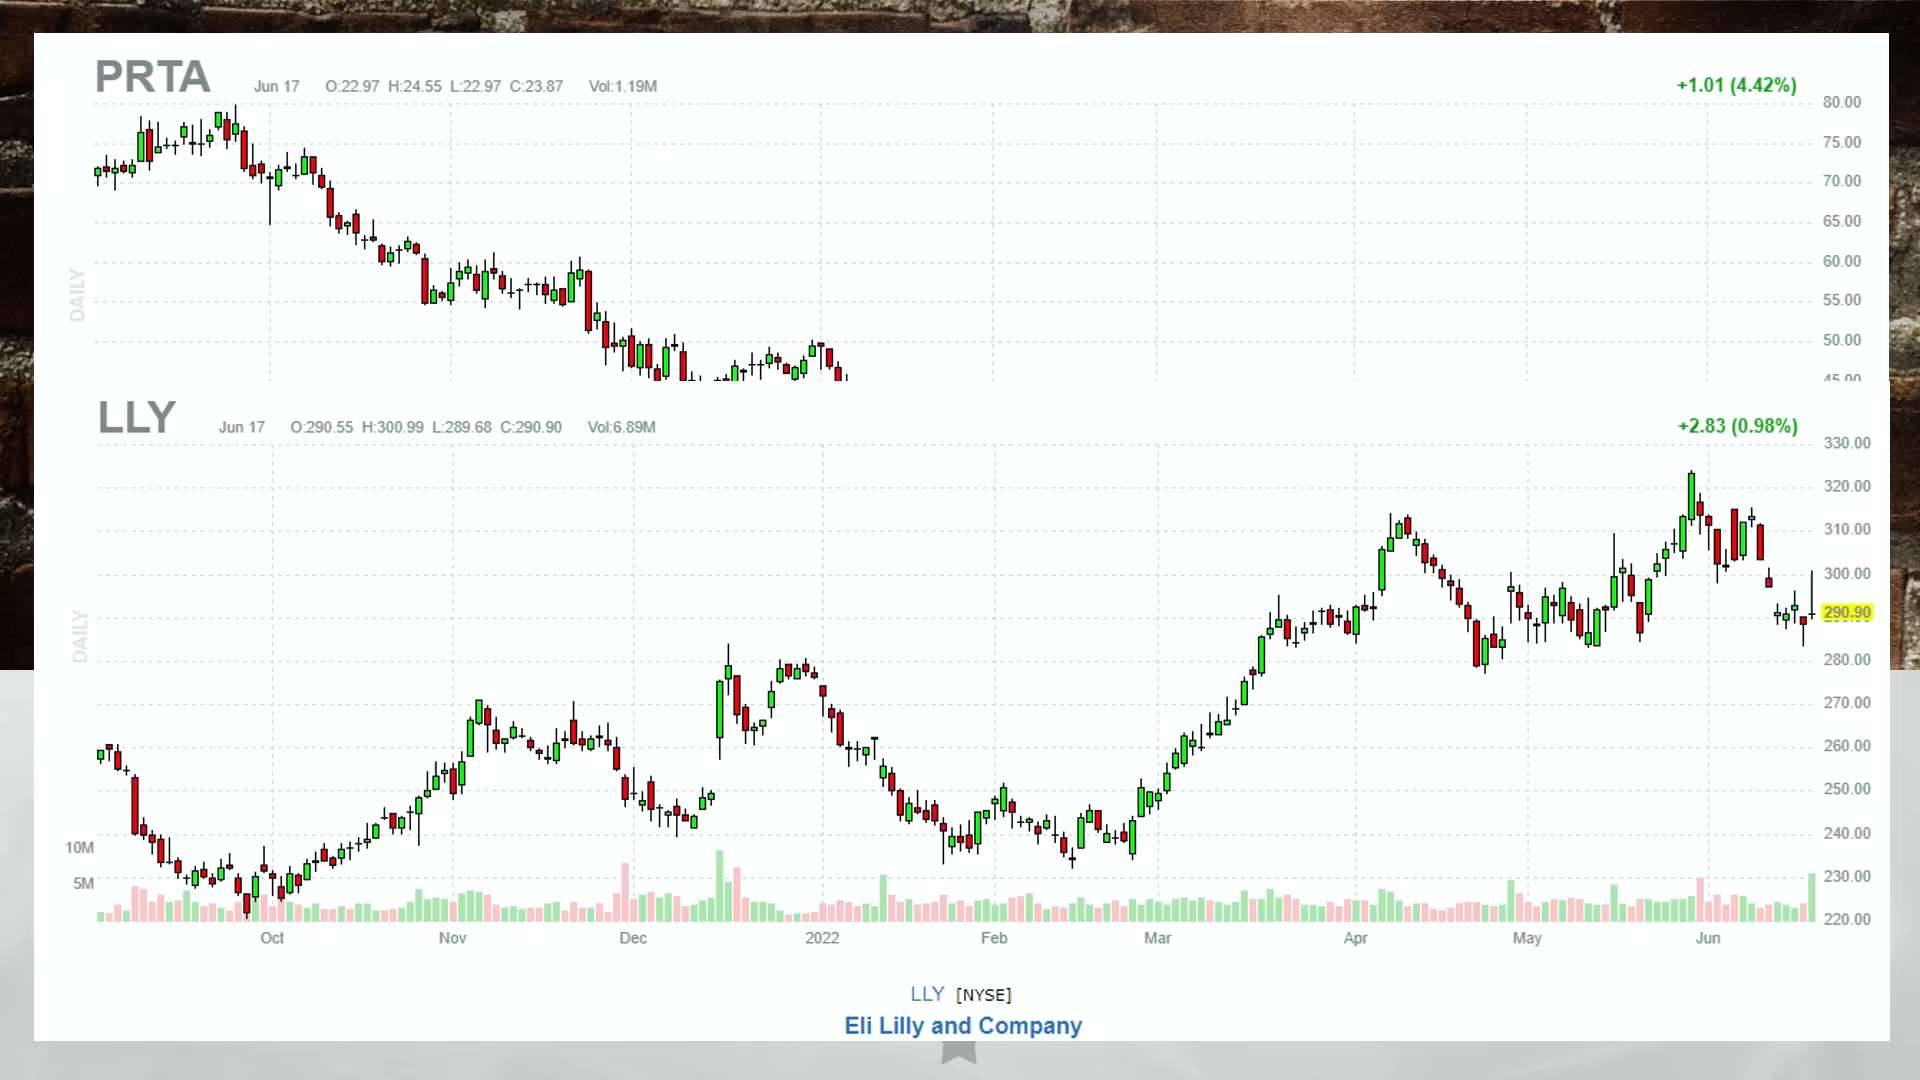 PRTA Jun 17 O:22.97 H:24.55 L:22.97 C:23.87 Vol:1.19M +1.01 (4.42%)
80.00
75.00
70.00
65.00
60.00
DAILY
55.00
50.00
45.00
LLY Jun 17 O:290.55 H:300.99 L:289.68 C:290.90 Vol:6.89M +2.83 (0.98%)
330.00
320.00
310.00
300.00
290.90
DAILY
280.00
270.00
260.00
250.00
240.00
10M
5M
230.00
220.00
Oct Nov Dec 2022 Feb Mar Apr May Jun
LLY [NYSE]
Eli Lilly and Company